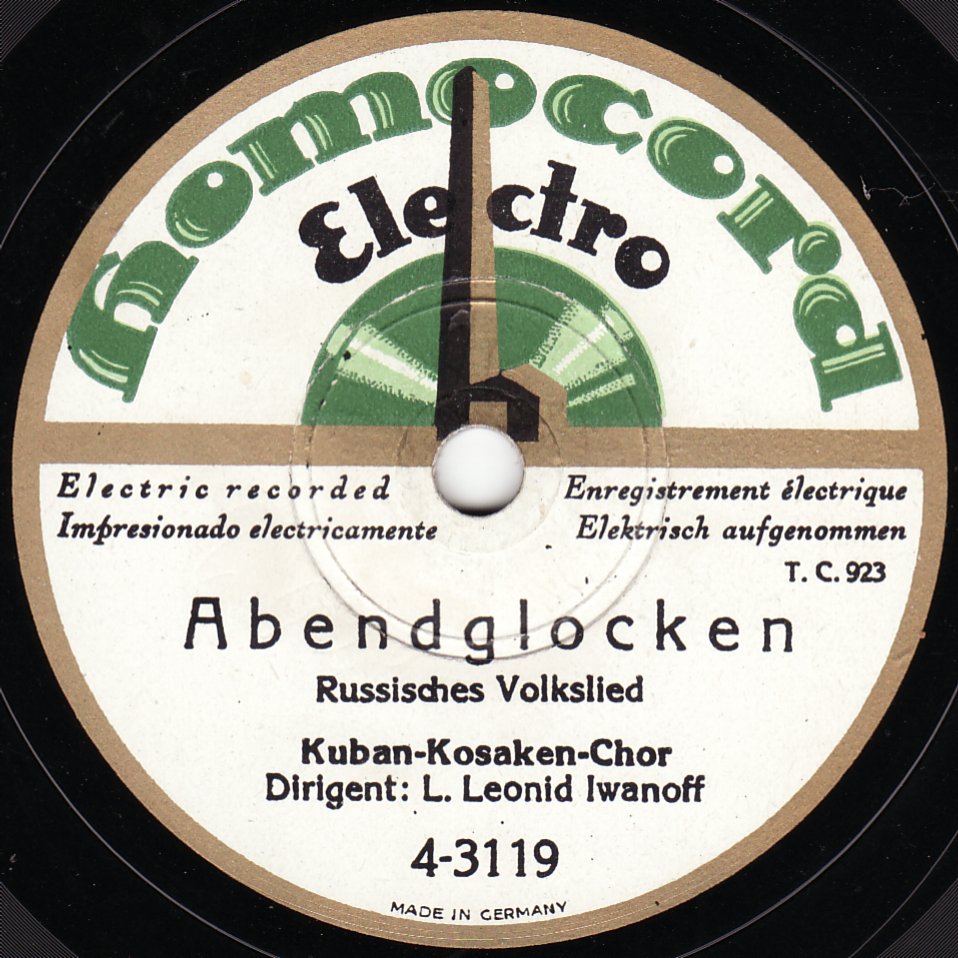 homocord
Electro
Electric recorded
Impresionado electricamente
Enregistrement électrique
Elektrisch aufgenommen
T. C. 923
Abendglocken
Russisches Volkslied
Kuban-Kosaken-Chor
Dirigent: L. Leonid Iwanoff
4-3119
MADE IN GERMANY